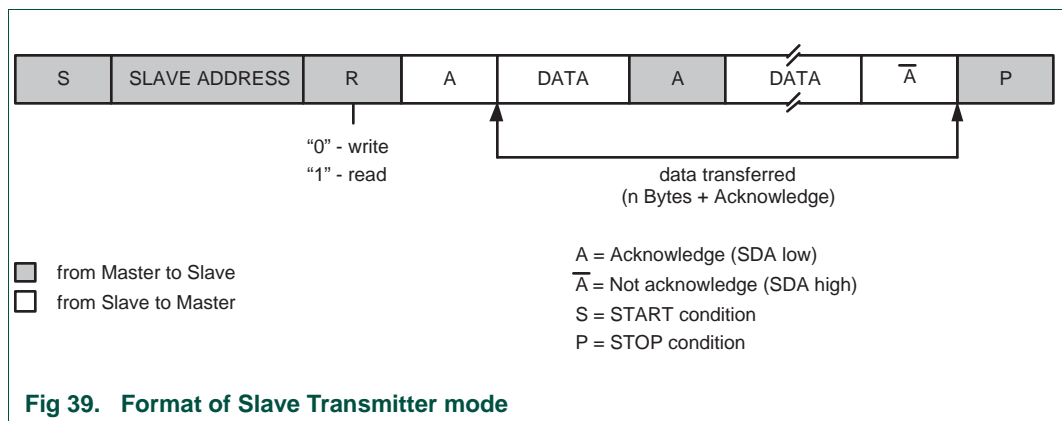 S SLAVE ADDRESS R A DATA A DATA A̅ P
“0” - write
“1” - read
data transferred
(n Bytes + Acknowledge)
from Master to Slave
from Slave to Master
A = Acknowledge (SDA low)
A̅ = Not acknowledge (SDA high)
S = START condition
P = STOP condition
Fig 39. Format of Slave Transmitter mode